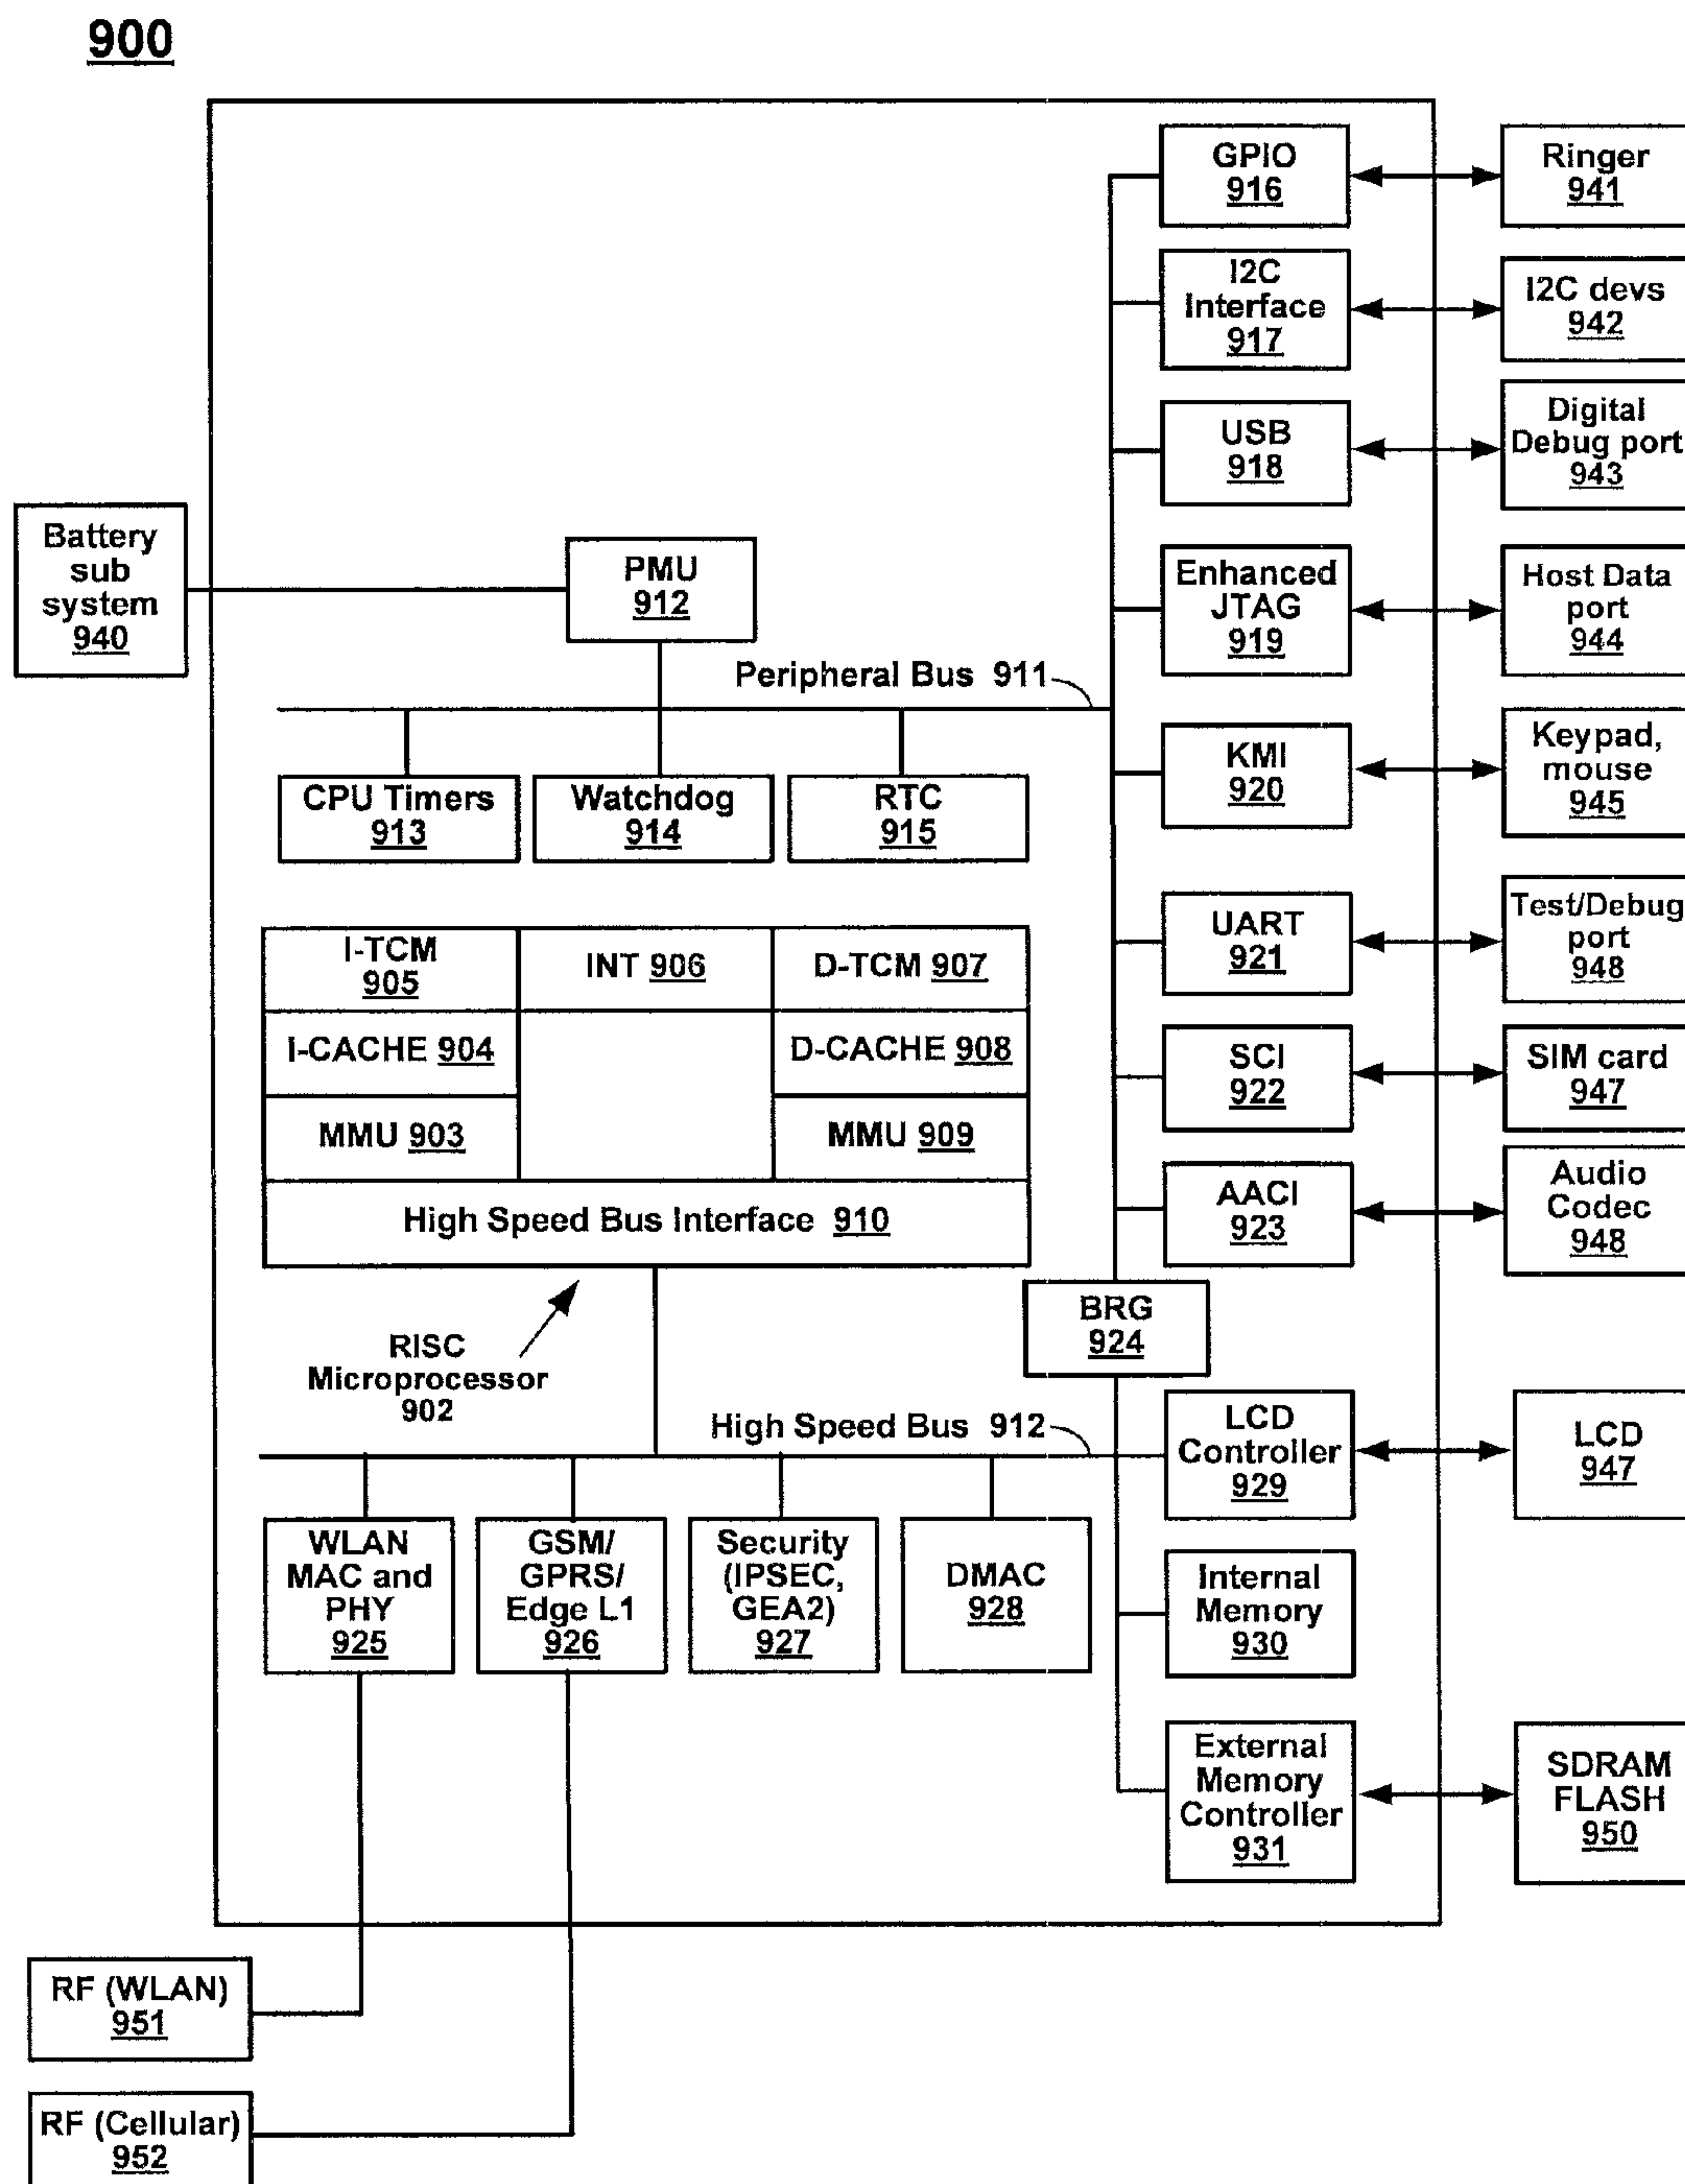 900
GPIO
916
Ringer
941
I2C
Interface
917
I2C devs
942
USB
918
Digital
Debug port
943
Battery
sub
system
940
PMU
912
Enhanced
JTAG
919
Host Data
port
944
Peripheral Bus 911
CPU Timers
913
Watchdog
914
RTC
915
KMI
920
Keypad,
mouse
945
I-TCM
905
INT 906
D-TCM 907
UART
921
Test/Debug
port
948
I-CACHE 904
D-CACHE 908
SCI
922
SIM card
947
MMU 903
MMU 909
High Speed Bus Interface 910
AACI
923
Audio
Codec
948
RISC
Microprocessor
902
BRG
924
High Speed Bus 912
LCD
Controller
929
LCD
947
WLAN
MAC and
PHY
925
GSM/
GPRS/
Edge L1
926
Security
(IPSEC,
GEA2)
927
DMAC
928
Internal
Memory
930
External
Memory
Controller
931
SDRAM
FLASH
950
RF (WLAN)
951
RF (Cellular)
952